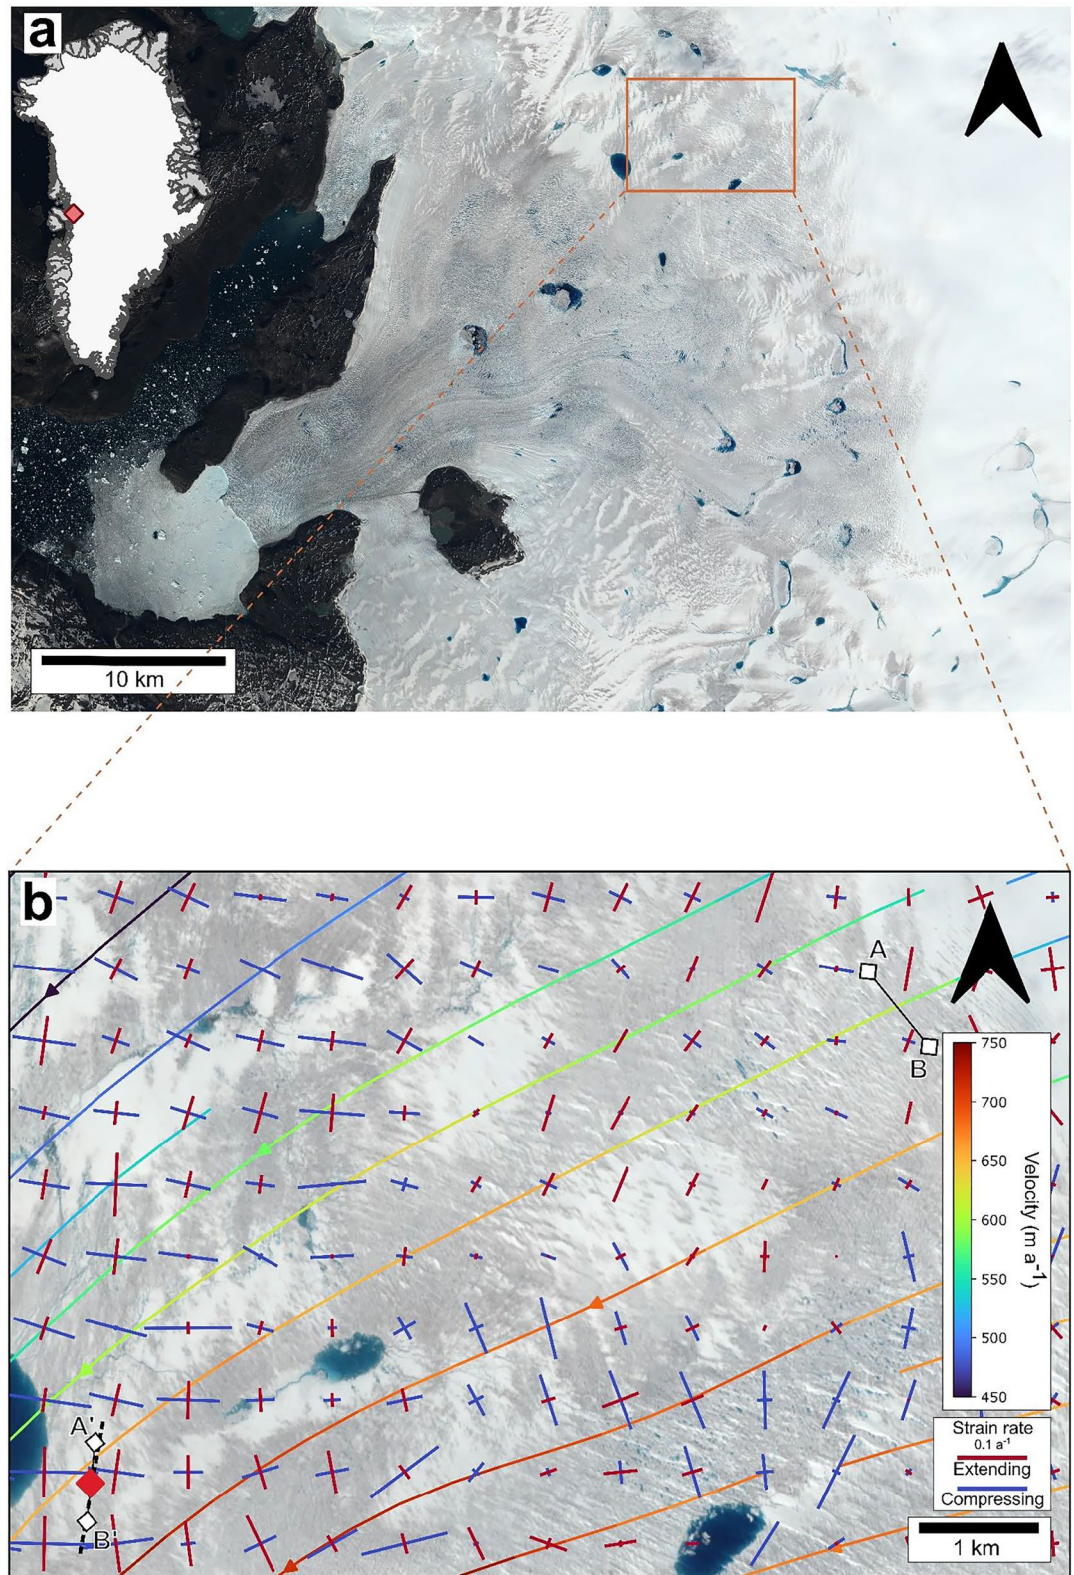 a
10 km
b
A
B
750
700
650
600
550
500
450
Velocity (m a⁻¹)
Strain rate
0.1 a⁻¹
Extending
Compressing
A'
B'
1 km